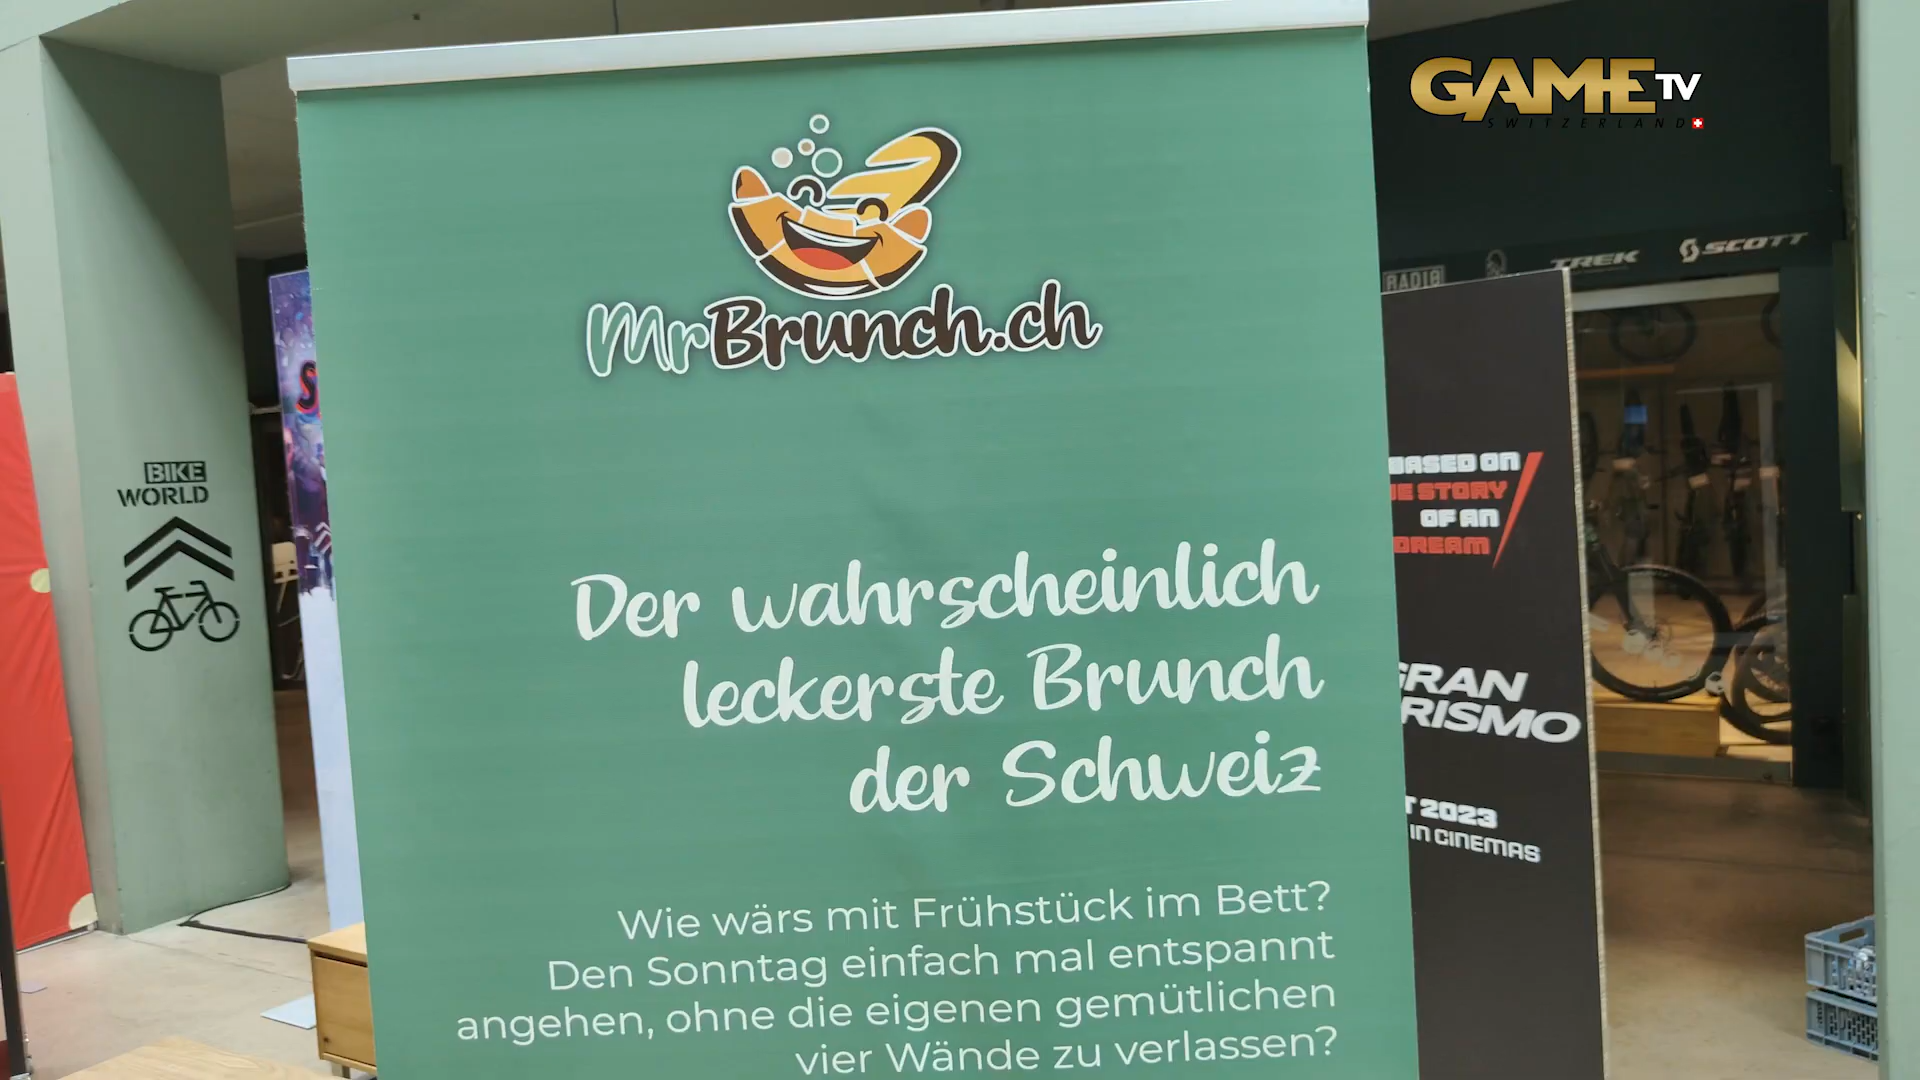 GAME TV
SWITZERLAND
MrBrunch.ch
Der wahrscheinlich
leckerste Brunch
der Schweiz
Wie wärs mit Frühstück im Bett?
Den Sonntag einfach mal entspannt
angehen, ohne die eigenen gemütlichen
vier Wände zu verlassen?
BIKE
WORLD
TREK
SCOTT
BASED ON
STORY
OF AN
DREAM
GRAN
RISMO
2023
IN CINEMAS